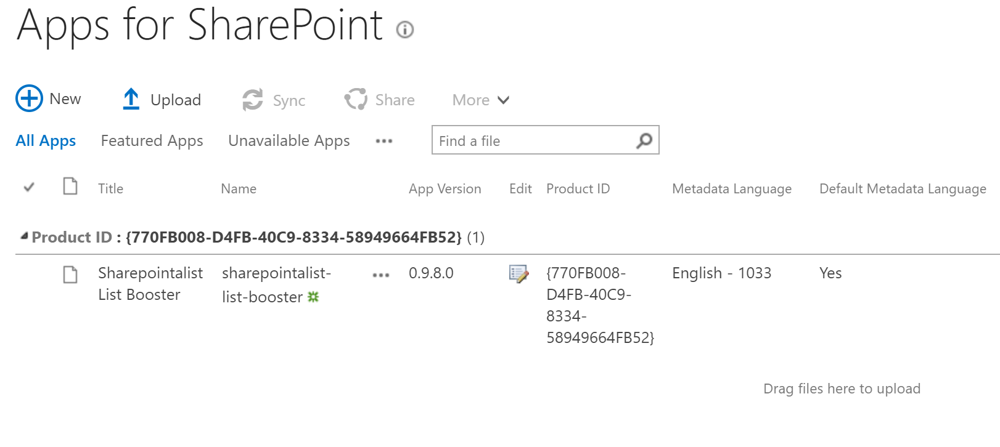 Apps for SharePoint
New Upload Sync Share More
All Apps Featured Apps Unavailable Apps ••• Find a file
Title Name App Version Edit Product ID Metadata Language Default Metadata Language
Product ID : {770FB008-D4FB-40C9-8334-58949664FB52} (1)
Sharepointalist
List Booster
sharepointalist-
list-booster
••• 0.9.8.0
{770FB008-
D4FB-40C9-
8334-
58949664FB52}
English - 1033
Yes
Drag files here to upload